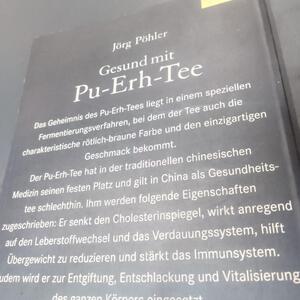 Jörg Pöhler
Gesund mit
Pu-Erh-Tee
Das Geheimnis des Pu-Erh-Tees liegt in einem speziellen
Fermentierungsverfahren, bei dem der Tee auch die
charakteristische rötlich-braune Farbe und den einzigartigen
Geschmack bekommt.
Der Pu-Erh-Tee hat in der traditionellen chinesischen
Medizin seinen festen Platz und gilt in China als Gesundheits-
tee schlechthin. Ihm werden folgende Eigenschaften
zugeschrieben: Er senkt den Cholesterinspiegel, wirkt anregend
auf den Leberstoffwechsel und das Verdauungssystem, hilft
Übergewicht zu reduzieren und stärkt das Immunsystem.
udem wird er zur Entgiftung, Entschlackung und Vitalisierung
des ganzen Körpers eingesetzt